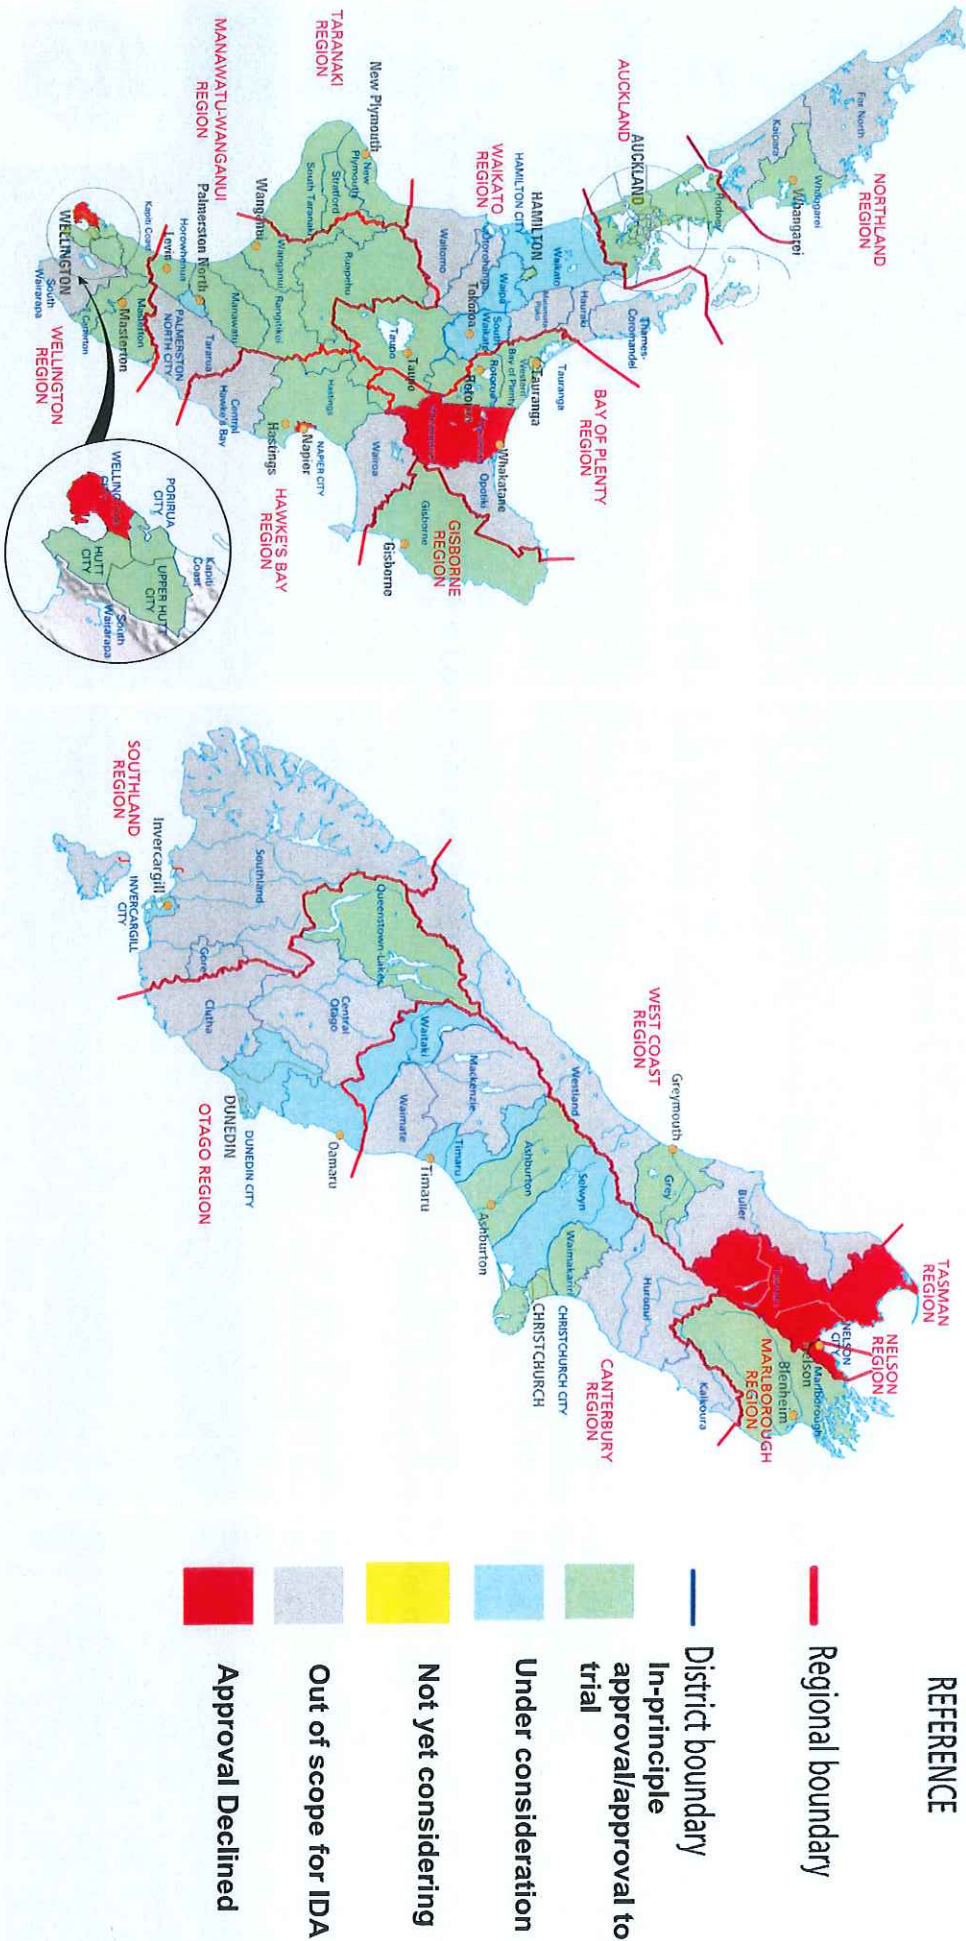 REFERENCE
Regional boundary
District boundary
In-principle
approval/approval to
trial
Under consideration
Not yet considering
Out of scope for IDA
Approval Declined
NORTHLAND
REGION
Far North
Whangarei
Whangarei
Kaipara
Rodney
AUCKLAND
AUCKLAND
Thames-
Coromandel
Hauraki
Waikato
HAMILTON
HAMILTON CITY
WAIKATO
REGION
Waipa
Otorohanga
Waitomo
South
Waikato
Tokoroa
BAY OF PLENTY
REGION
Tauranga
Tauranga
Western
Bay of Plenty
Rotorua
Rotorua
Whakatane
Opotiki
GISBORNE
REGION
Gisborne
Gisborne
Taupo
Taupo
TARANAKI
REGION
New Plymouth
New
Plymouth
Stratford
South Taranaki
Ruapehu
Wanganui
Wanganui
Rangitikei
Wairoa
Hastings
Hastings
Napier
NAPIER CITY
HAWKE'S BAY
REGION
Central
Hawke's Bay
MANAWATU-WANGANUI
REGION
Manawatu
Palmerston North
PALMERSTON
NORTH CITY
Tararua
Horowhenua
Levin
Kapiti Coast
Masterton
Masterton
Carterton
South
Wairarapa
WELLINGTON
WELLINGTON
REGION
Kapiti
Coast
PORIRUA
CITY
UPPER HUTT
CITY
HUTT
CITY
South
Wairarapa
TASMAN
REGION
NELSON
REGION
NELSON
CITY
Nelson
Marlborough
Blenheim
MARLBOROUGH
REGION
Tasman
Buller
Kaikoura
Hurunui
Grey
Greymouth
WEST COAST
REGION
Westland
CANTERBURY
REGION
Waimakariri
CHRISTCHURCH CITY
CHRISTCHURCH
Selwyn
Ashburton
Ashburton
Timaru
Timaru
Mackenzie
Waimate
Waitaki
Oamaru
Queenstown-Lakes
Central
Otago
DUNEDIN CITY
DUNEDIN
OTAGO REGION
Clutha
Gore
Southland
Invercargill
INVERCARGILL
CITY
SOUTHLAND
REGION